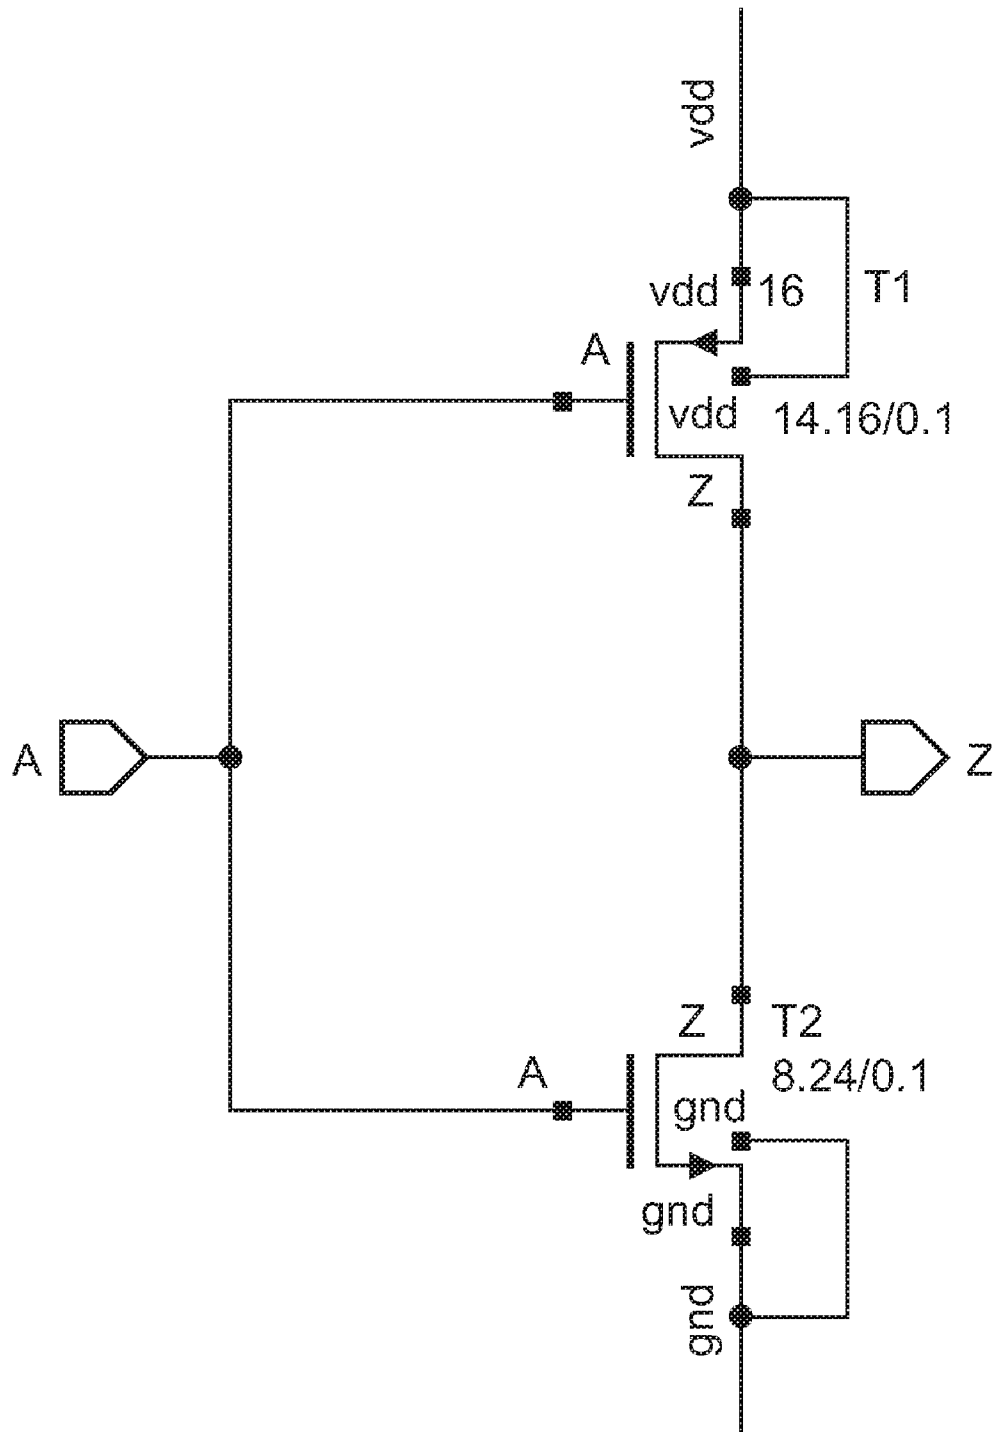 vdd
vdd 16 T1
A
vdd 14.16/0.1
Z
A Z
Z T2
A 8.24/0.1
gnd
gnd
gnd